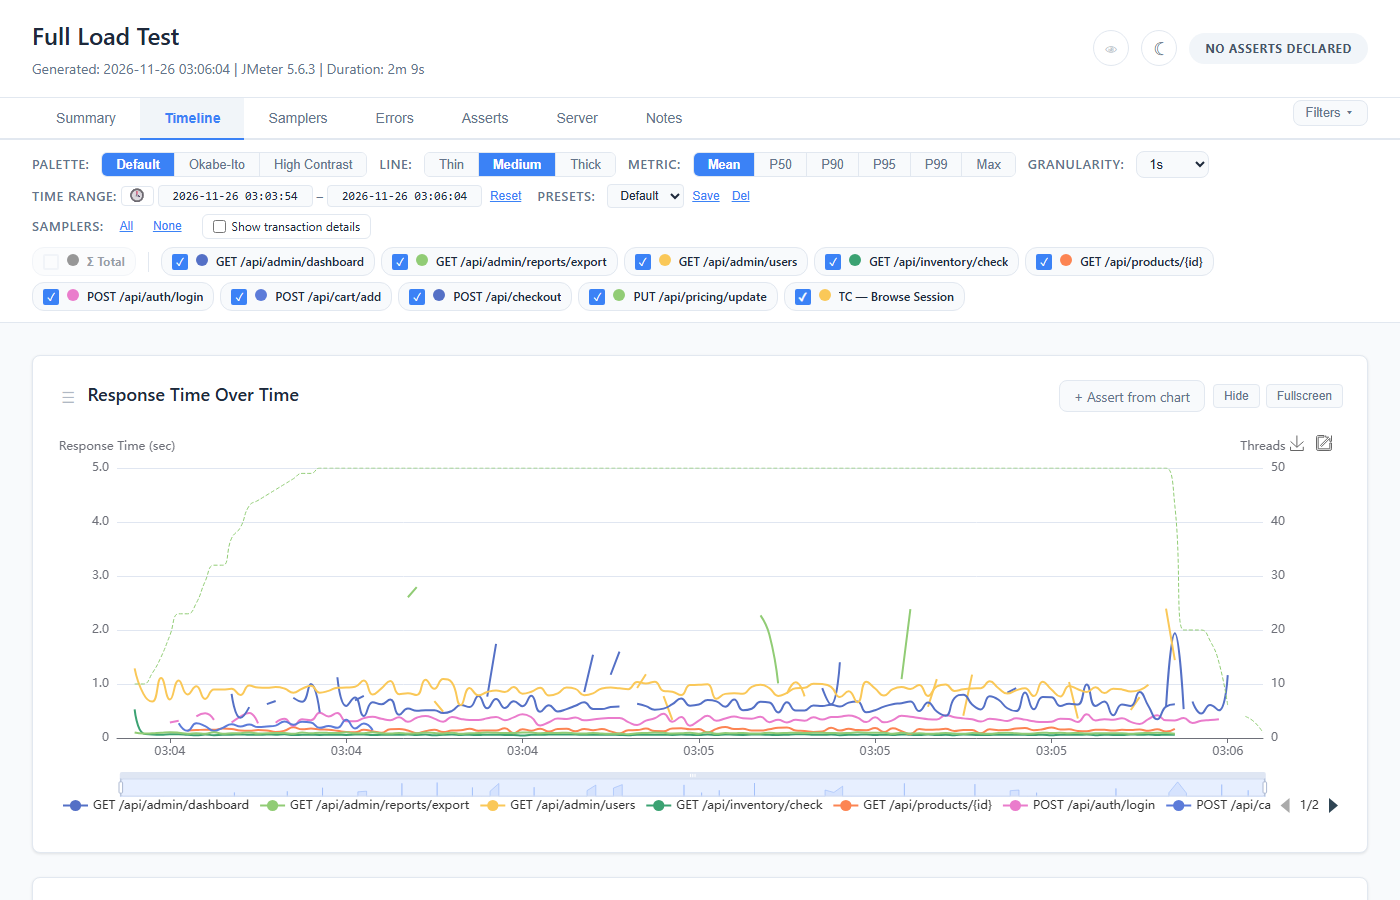 Full Load Test
Generated: 2026-11-26 03:06:04 | JMeter 5.6.3 | Duration: 2m 9s
NO ASSERTS DECLARED
Summary Timeline Samplers Errors Asserts Server Notes Filters
PALETTE: Default Okabe-Ito High Contrast LINE: Thin Medium Thick METRIC: Mean P50 P90 P95 P99 Max GRANULARITY: 1s
TIME RANGE: 2026-11-26 03:03:54 – 2026-11-26 03:06:04 Reset PRESETS: Default Save Del
SAMPLERS: All None Show transaction details
Σ Total GET /api/admin/dashboard GET /api/admin/reports/export GET /api/admin/users GET /api/inventory/check GET /api/products/{id}
POST /api/auth/login POST /api/cart/add POST /api/checkout PUT /api/pricing/update TC — Browse Session
Response Time Over Time
+ Assert from chart Hide Fullscreen
Response Time (sec) Threads
5.0 50
4.0 40
3.0 30
2.0 20
1.0 10
0 0
03:04 03:04 03:04 03:05 03:05 03:05 03:06
GET /api/admin/dashboard GET /api/admin/reports/export GET /api/admin/users GET /api/inventory/check GET /api/products/{id} POST /api/auth/login POST /api/ca 1/2